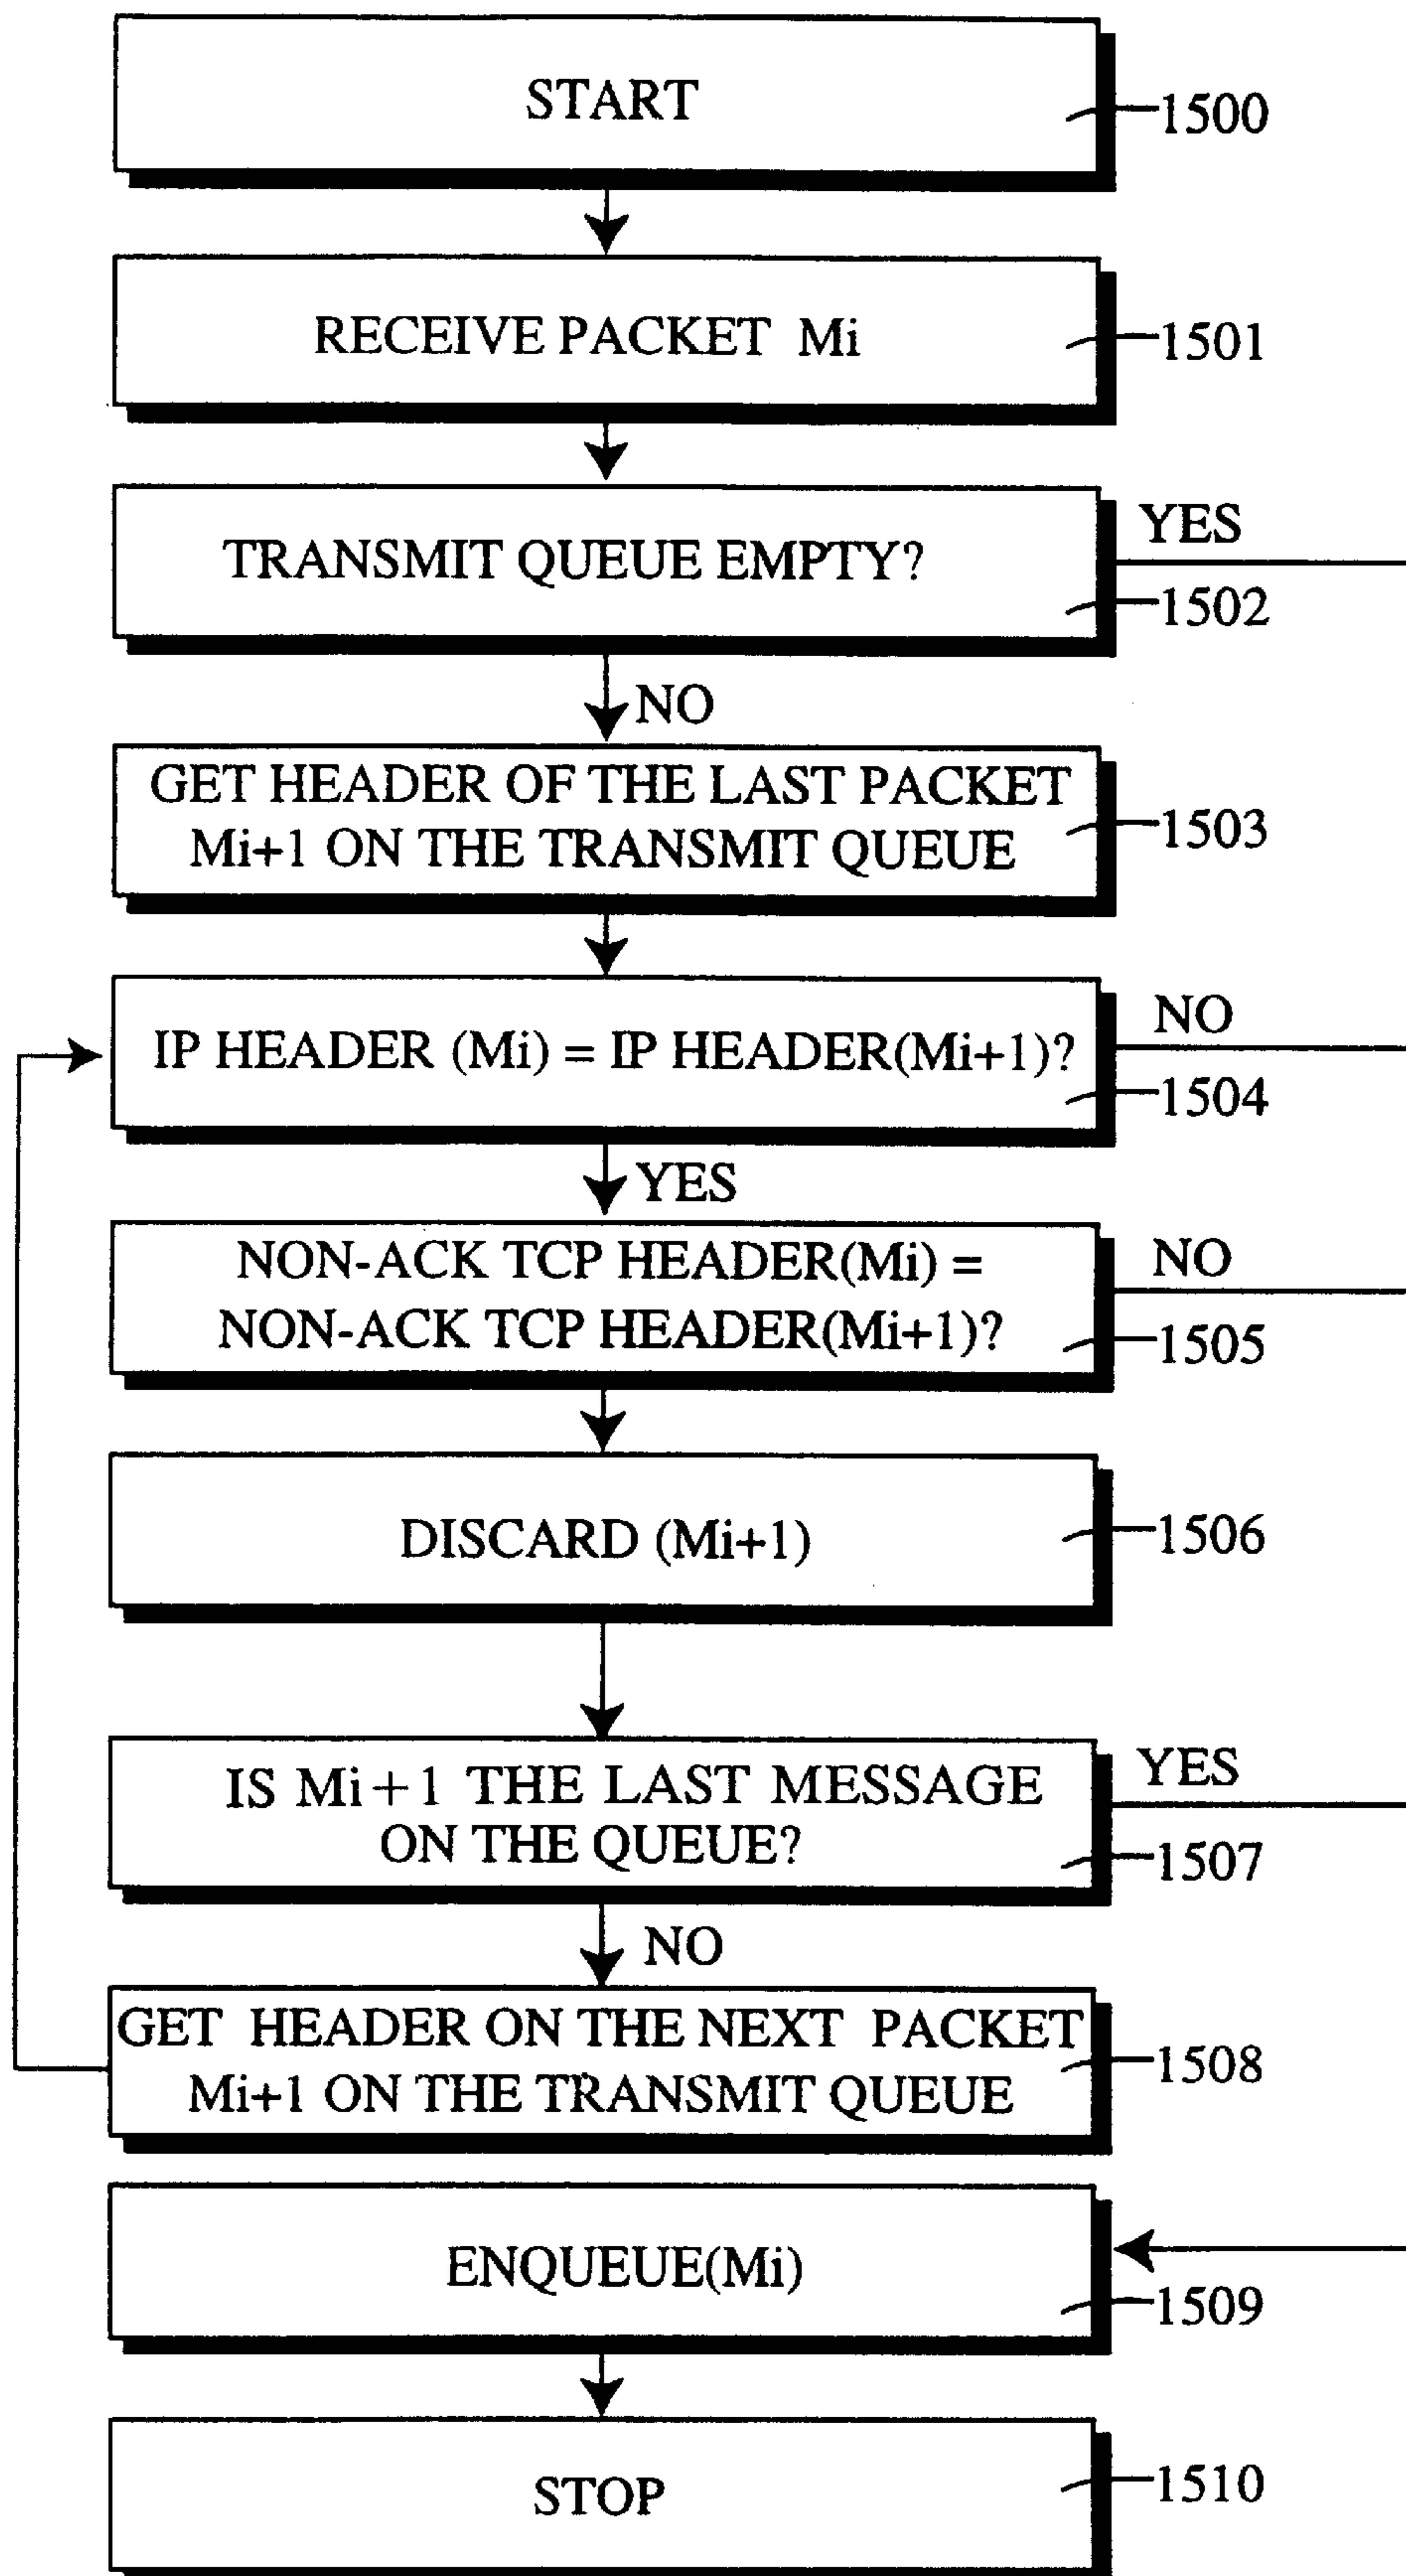 START
1500
RECEIVE PACKET Mi
1501
TRANSMIT QUEUE EMPTY?
YES
1502
NO
GET HEADER OF THE LAST PACKET
Mi+1 ON THE TRANSMIT QUEUE
1503
IP HEADER (Mi) = IP HEADER(Mi+1)?
NO
1504
YES
NON-ACK TCP HEADER(Mi) =
NON-ACK TCP HEADER(Mi+1)?
NO
1505
DISCARD (Mi+1)
1506
IS Mi+1 THE LAST MESSAGE
ON THE QUEUE?
YES
1507
NO
GET HEADER ON THE NEXT PACKET
Mi+1 ON THE TRANSMIT QUEUE
1508
ENQUEUE(Mi)
1509
STOP
1510